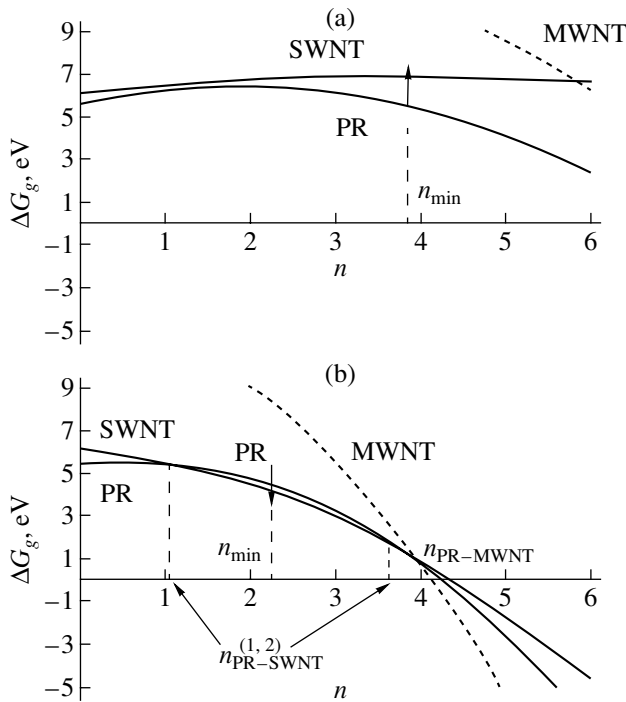 (a)
MWNT
SWNT
PR
n_min
ΔG_g, eV
9
7
5
3
1
−1
−3
−5
1 2 3 4 5 6
n
(b)
SWNT
PR
PR
MWNT
n_min
n_PR–MWNT
ΔG_g, eV
9
7
5
3
1
−1
−3
−5
1 2 3 4 5 6
n_PR–SWNT^(1, 2)
n